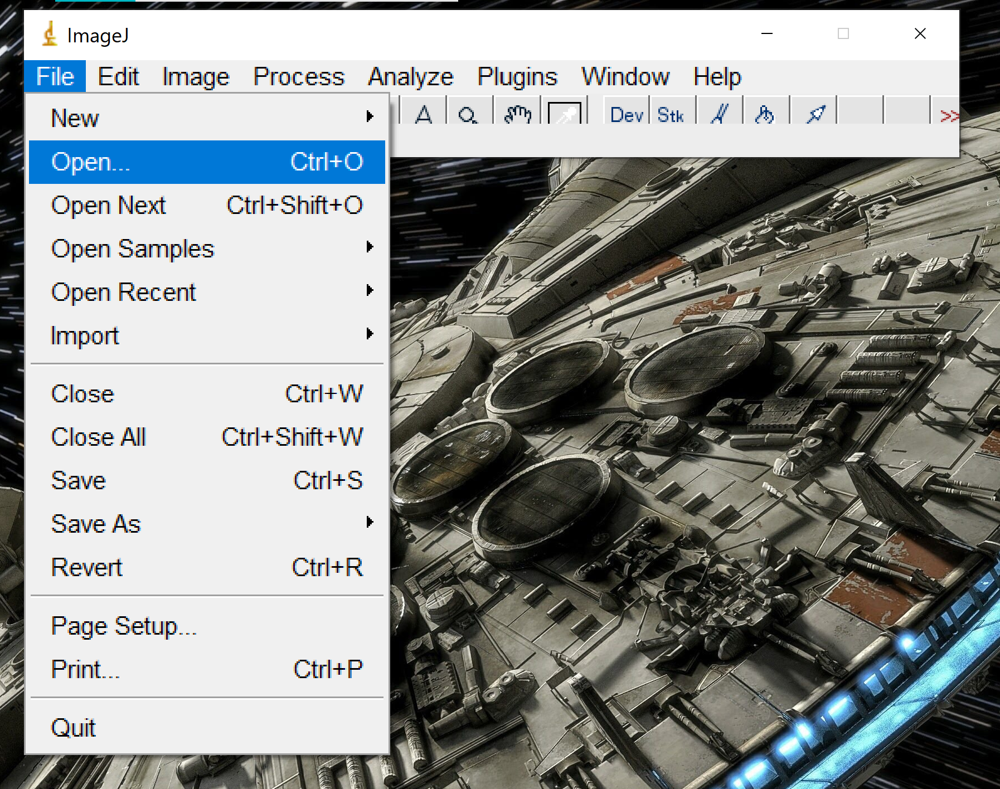 ImageJ
File Edit Image Process Analyze Plugins Window Help
A Dev Stk >>
New
Open... Ctrl+O
Open Next Ctrl+Shift+O
Open Samples
Open Recent
Import
Close Ctrl+W
Close All Ctrl+Shift+W
Save Ctrl+S
Save As
Revert Ctrl+R
Page Setup...
Print... Ctrl+P
Quit